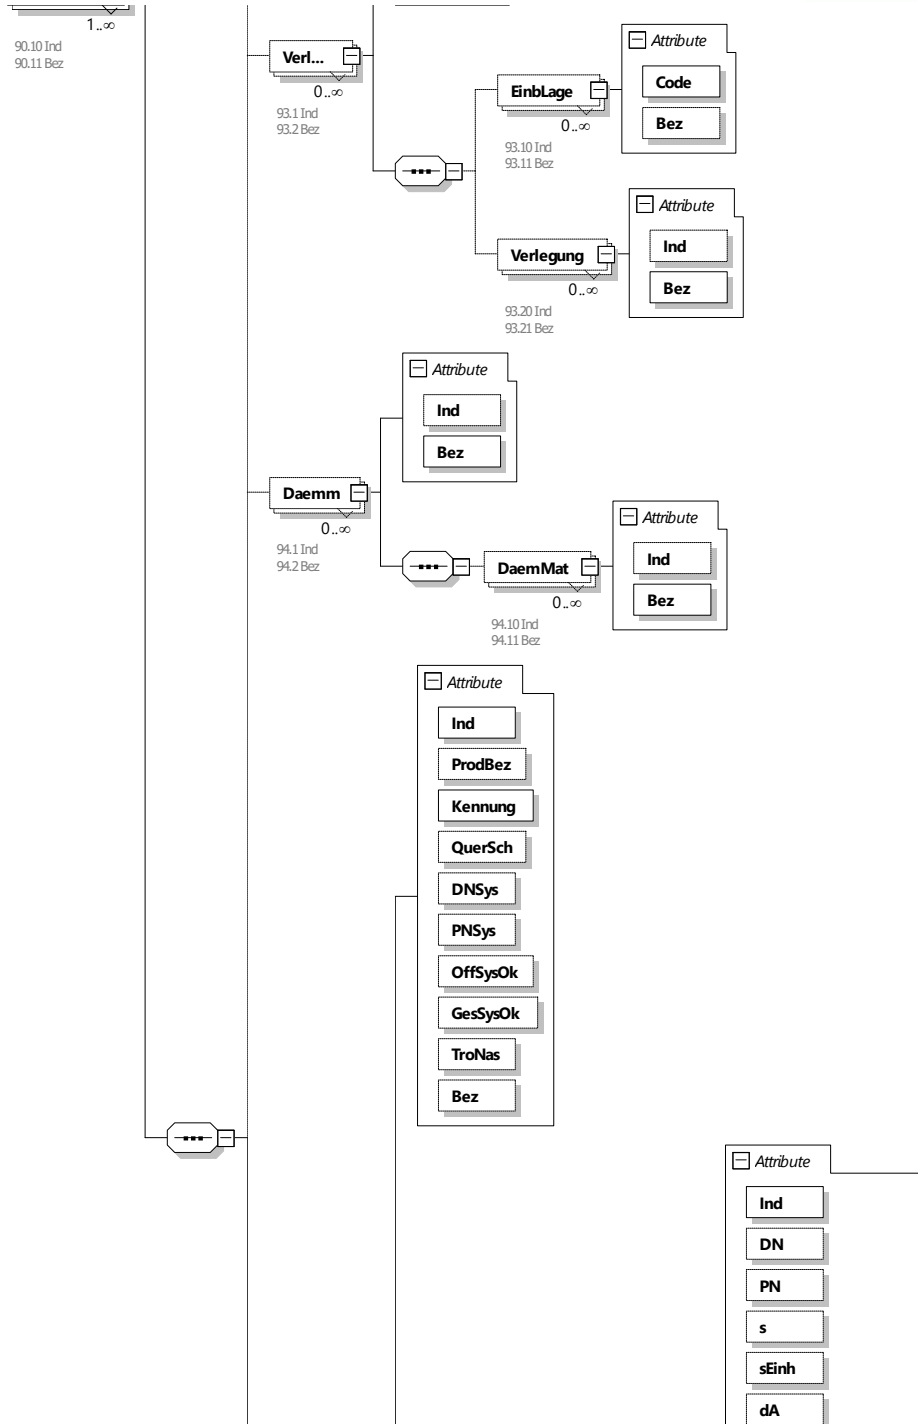 1..∞
90.10 Ind
90.11 Bez
Verl...
0..∞
93.1 Ind
93.2 Bez
EinbLage
0..∞
93.10 Ind
93.11 Bez
Attribute
Code
Bez
Verlegung
0..∞
93.20 Ind
93.21 Bez
Attribute
Ind
Bez
Daemm
0..∞
94.1 Ind
94.2 Bez
Attribute
Ind
Bez
DaemMat
0..∞
94.10 Ind
94.11 Bez
Attribute
Ind
Bez
Attribute
Ind
ProdBez
Kennung
QuerSch
DNSys
PNSys
OffSysOk
GesSysOk
TroNas
Bez
Attribute
Ind
DN
PN
s
sEinh
dA